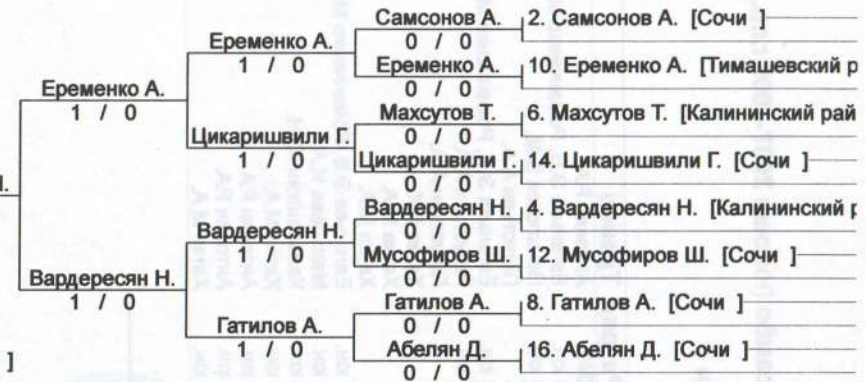 Самсонов А. 2. Самсонов А. [Сочи ]
Еременко А. 0 / 0
1 / 0 Еременко А. 10. Еременко А. [Тимашевский р
Еременко А. 0 / 0
1 / 0 Махсутов Т. 6. Махсутов Т. [Калининский рай
Цикаришвили Г. 0 / 0
1 / 0 Цикаришвили Г. 14. Цикаришвили Г. [Сочи ]
0 / 0
Вардересян Н. 4. Вардересян Н. [Калининский р
Вардересян Н. 0 / 0
1 / 0 Мусофиров Ш. 12. Мусофиров Ш. [Сочи ]
Вардересян Н. 0 / 0
1 / 0 Гатилов А. 8. Гатилов А. [Сочи ]
Гатилов А. 0 / 0
1 / 0 Абелян Д. 16. Абелян Д. [Сочи ]
] 0 / 0